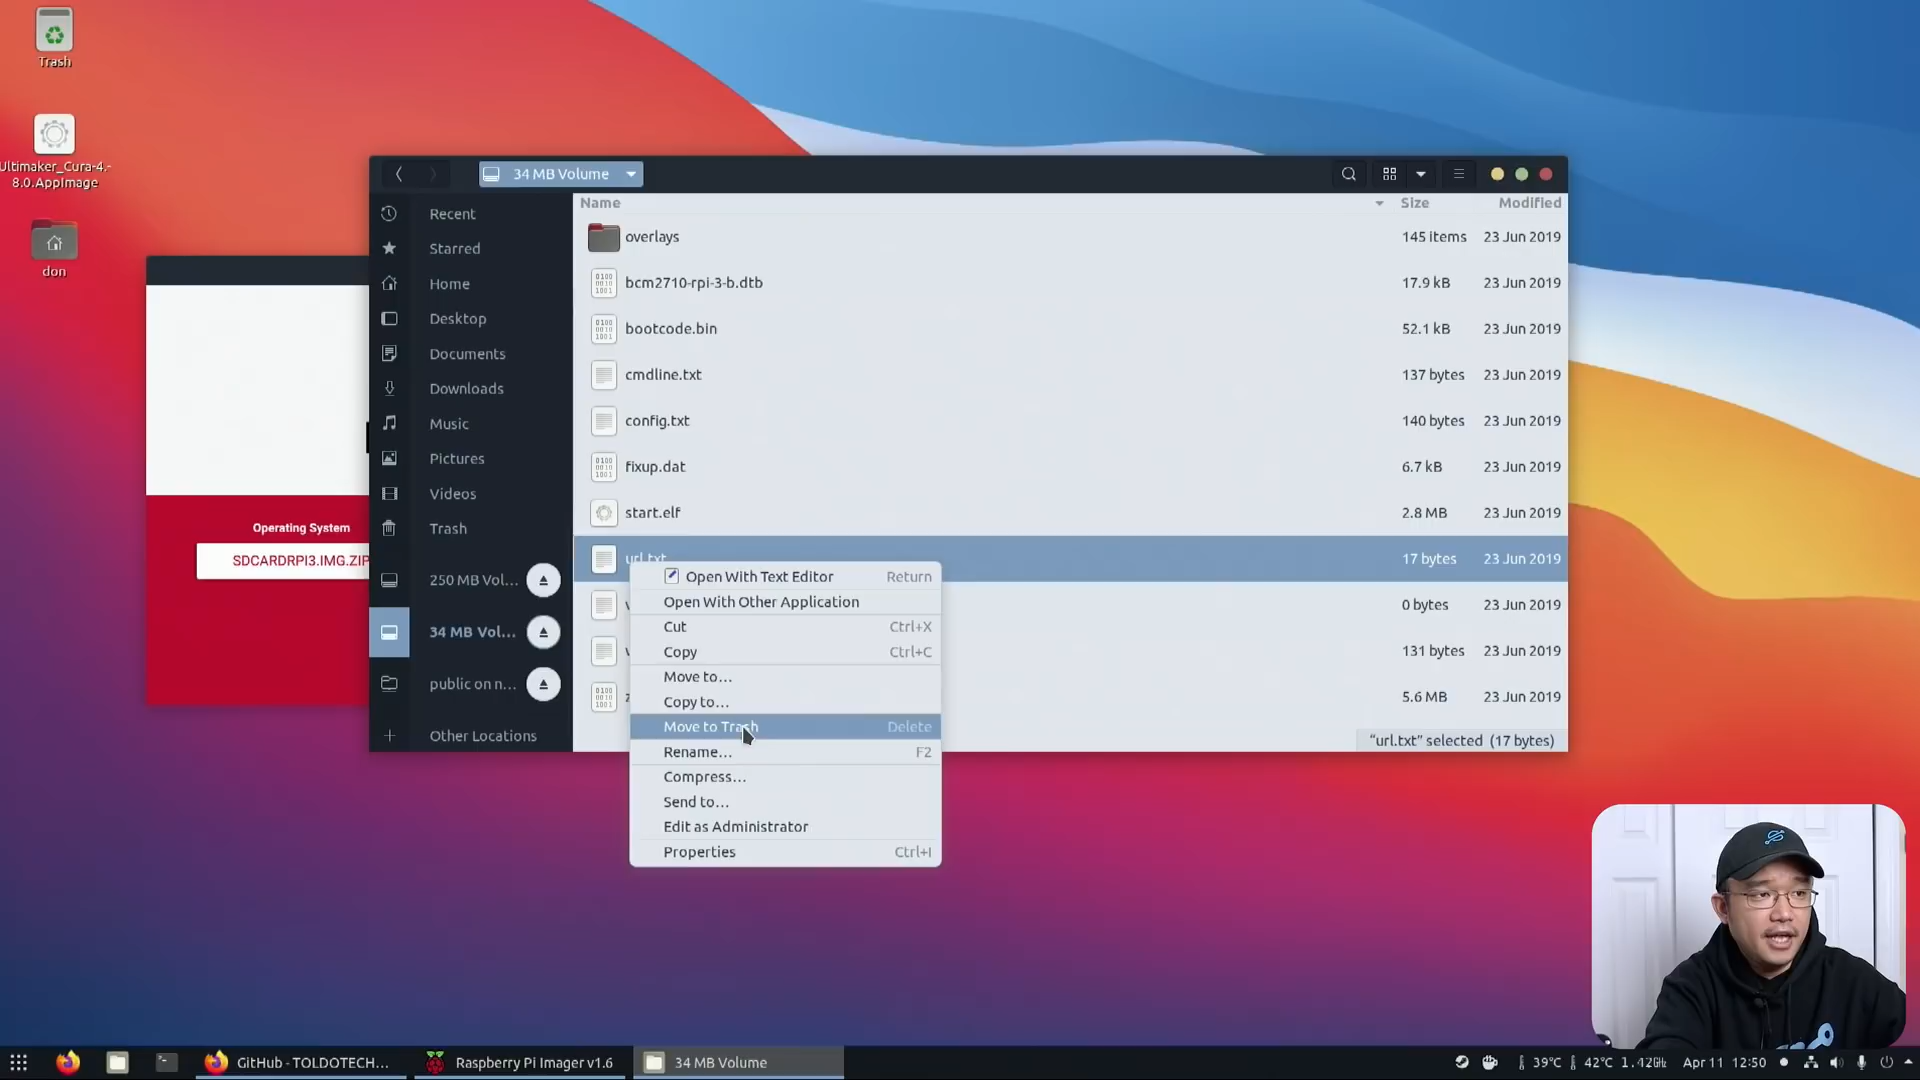 Trash
Ultimaker_Cura-4.-
8.0.AppImage
don
34 MB Volume
Name
Size
Modified
Recent
Starred
Home
Desktop
Documents
Downloads
Music
Pictures
Videos
Trash
250 MB Vol...
34 MB Vol...
public on n...
Other Locations
overlays 145 items 23 Jun 2019
bcm2710-rpi-3-b.dtb 17.9 kB 23 Jun 2019
bootcode.bin 52.1 kB 23 Jun 2019
cmdline.txt 137 bytes 23 Jun 2019
config.txt 140 bytes 23 Jun 2019
fixup.dat 6.7 kB 23 Jun 2019
start.elf 2.8 MB 23 Jun 2019
url.txt 17 bytes 23 Jun 2019
0 bytes 23 Jun 2019
131 bytes 23 Jun 2019
5.6 MB 23 Jun 2019
"url.txt" selected (17 bytes)
Open With Text Editor Return
Open With Other Application
Cut Ctrl+X
Copy Ctrl+C
Move to...
Copy to...
Move to Trash Delete
Rename... F2
Compress...
Send to...
Edit as Administrator
Properties Ctrl+I
Operating System
SDCARDRPI3.IMG.ZIP
GitHub - TOLDOTECH...
Raspberry Pi Imager v1.6
34 MB Volume
39°C
42°C
Apr 11 12:50